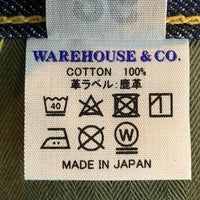 WAREHOUSE & CO.
COTTON 100%
革ラベル：鹿革
40
MADE IN JAPAN